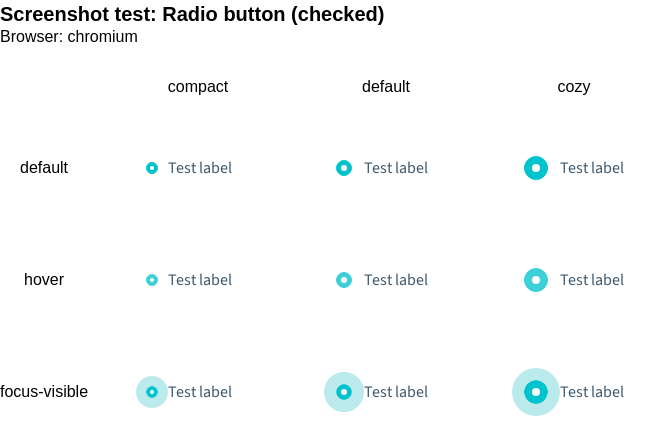 Screenshot test: Radio button (checked)
Browser: chromium
compact default cozy
default Test label Test label Test label
hover Test label Test label Test label
focus-visible Test label Test label Test label